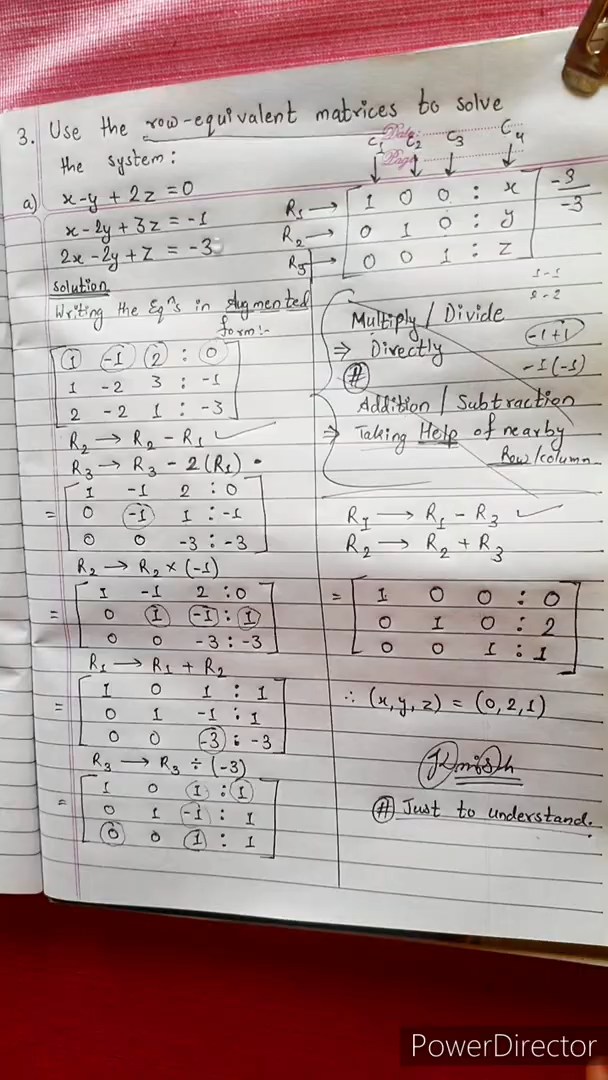 3. Use the row-equivalent matrices to solve
the system:
a) x-y + 2z = 0
x-2y+3z = -1
2x-2y+z = -3
Date:
Page:
C1 C2 C3 C4
R1 → 1 0 0 : x
R2 → 0 1 0 : y
R3 → 0 0 1 : z
-3
-3
1-1
-1+1
-1(-1)
Solution
Writing the Eqⁿs in Augmented
form:-
1 -1 2 : 0
1 -2 3 : -1
2 -2 1 : -3
R2 → R2 - R1
R3 → R3 - 2(R1)
= 1 -1 2 : 0
0 -1 1 : -1
0 0 -3 : -3
R2 → R2 × (-1)
= 1 -1 2 : 0
0 1 -1 : 1
0 0 -3 : -3
R1 → R1 + R2
= 1 0 1 : 1
0 1 -1 : 1
0 0 -3 : -3
R3 → R3 ÷ (-3)
= 1 0 1 : 1
0 1 -1 : 1
0 0 1 : 1
Multiply / Divide
⇒ Directly
#
Addition / Subtraction
⇒ Taking Help of nearby
Row/column
R1 → R1 - R3
R2 → R2 + R3
= 1 0 0 : 0
0 1 0 : 2
0 0 1 : 1
∴ (x, y, z) = (0, 2, 1)
# Just to understand.
PowerDirector